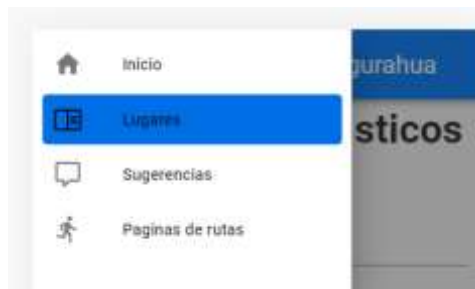 Inicio
gurahua
Lugares
sticos
Sugerencias
Paginas de rutas